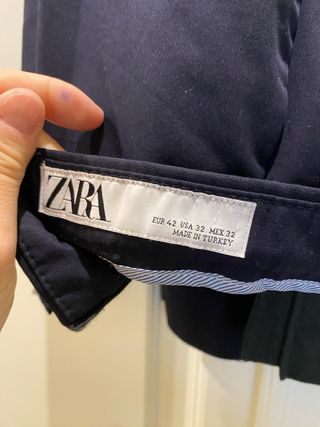 ZARA
EUR 42 USA 32 MEX 32
MADE IN TURKEY